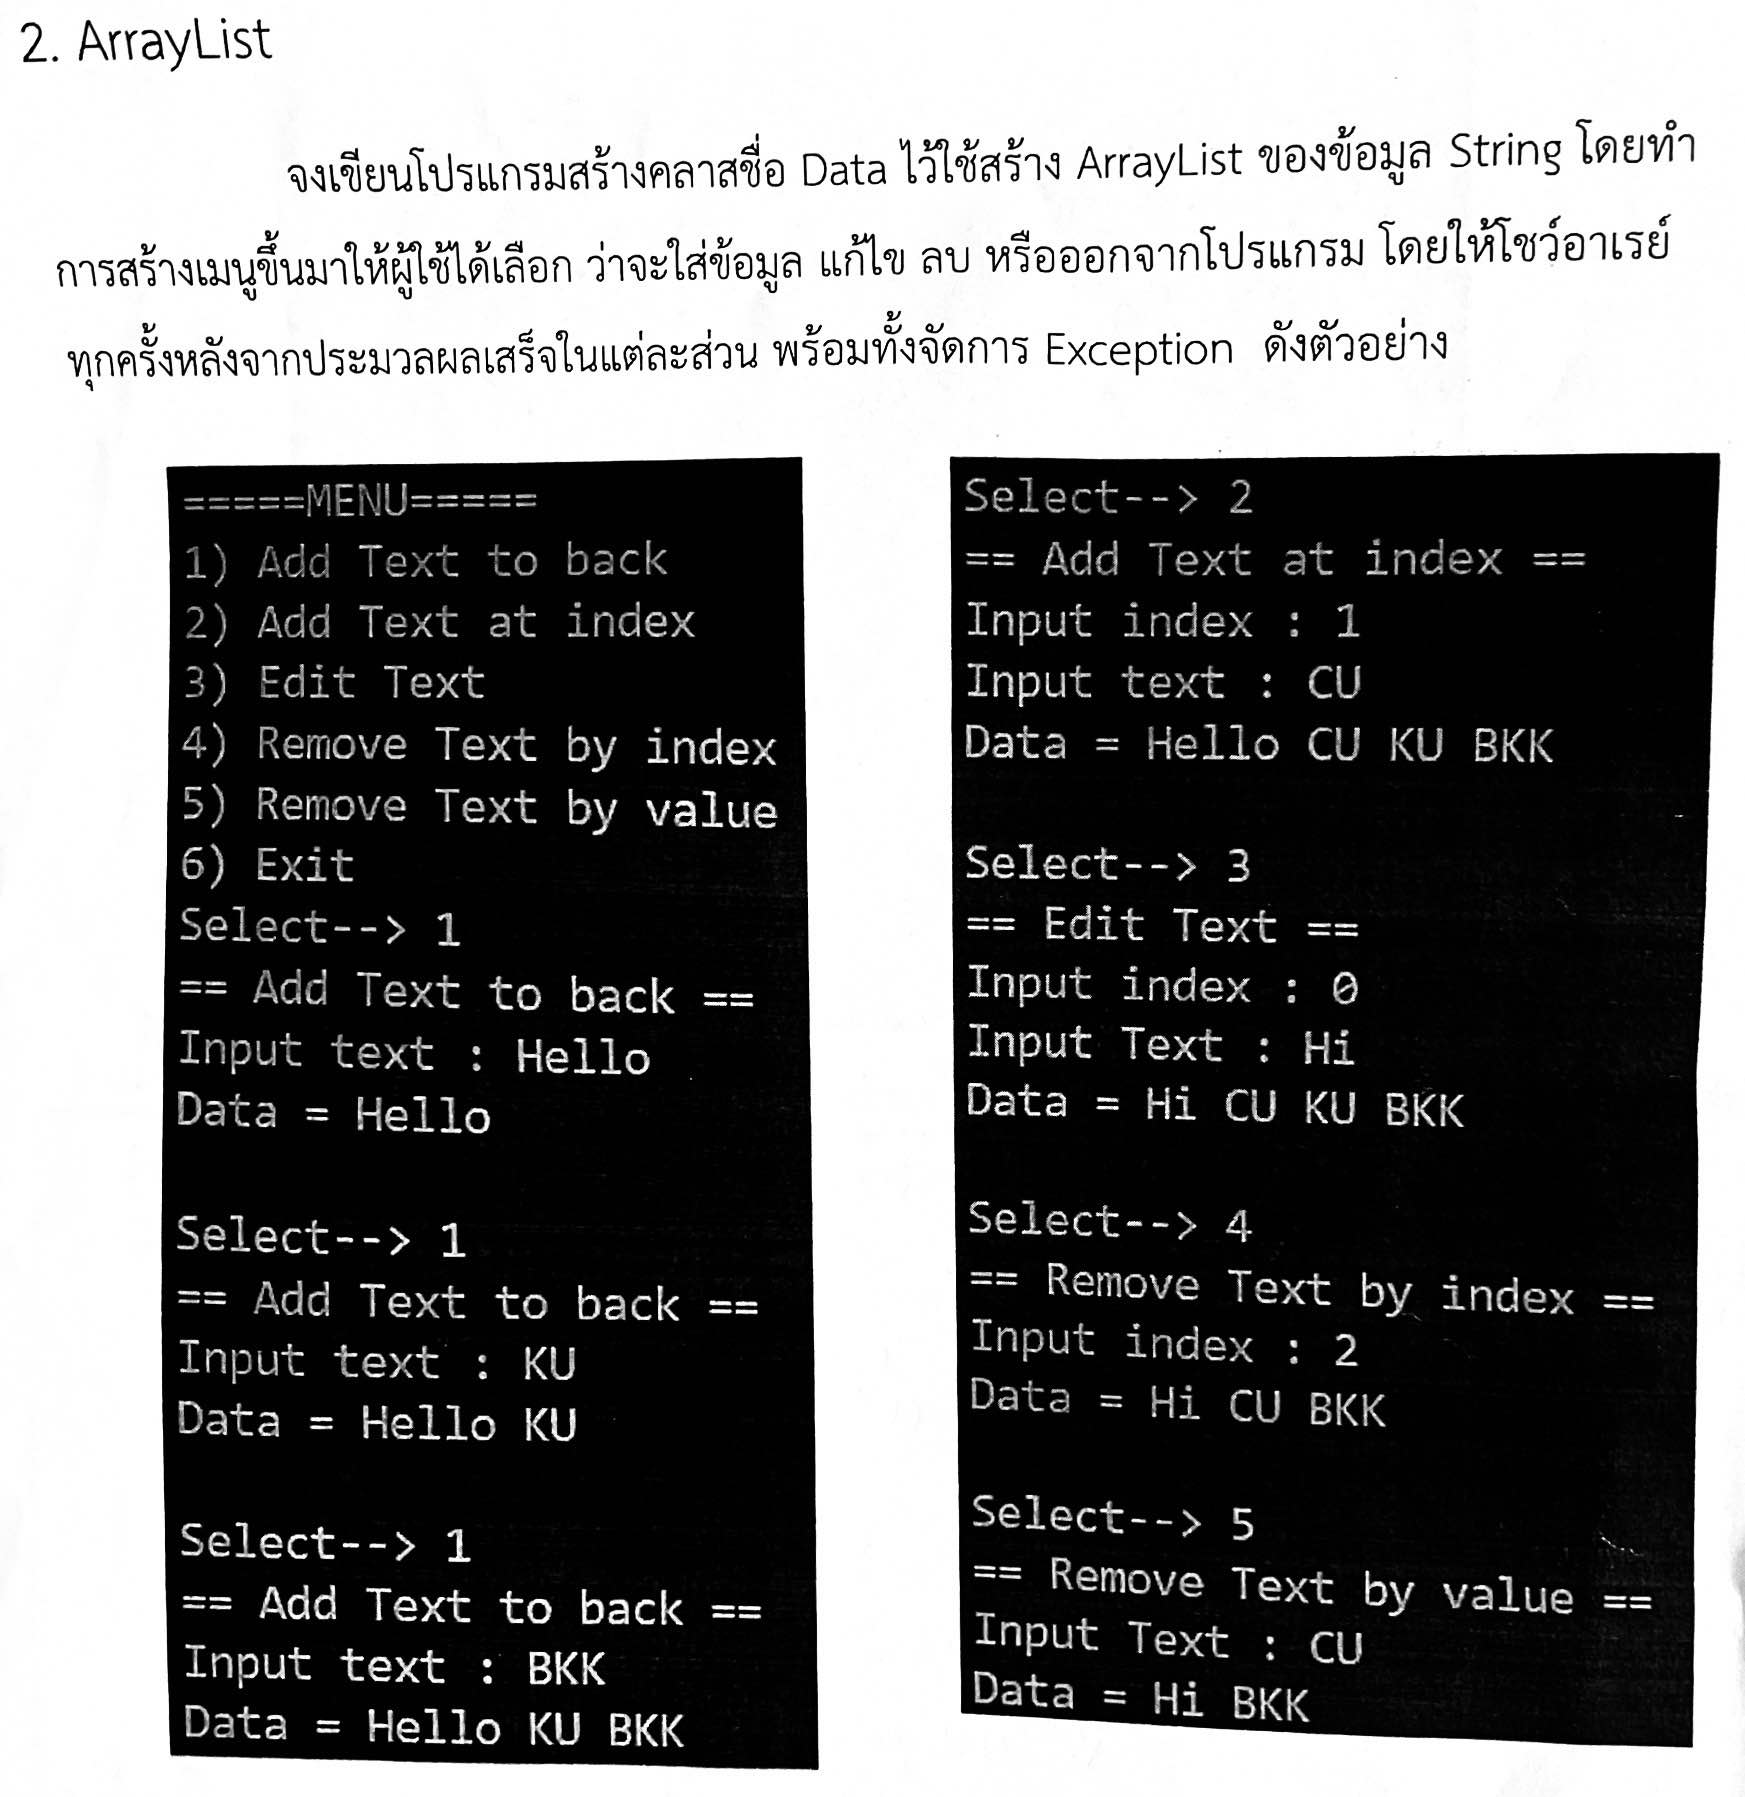 2. ArrayList
จงเขียนโปรแกรมสร้างคลาสชื่อ Data ไว้ใช้สร้าง ArrayList ของข้อมูล String โดยทำ
การสร้างเมนูขึ้นมาให้ผู้ใช้ได้เลือก ว่าจะใส่ข้อมูล แก้ไข ลบ หรือออกจากโปรแกรม โดยให้โชว์อาเรย์
ทุกครั้งหลังจากประมวลผลเสร็จในแต่ละส่วน พร้อมทั้งจัดการ Exception ดังตัวอย่าง
=====MENU=====
1) Add Text to back
2) Add Text at index
3) Edit Text
4) Remove Text by index
5) Remove Text by value
6) Exit
Select--> 1
== Add Text to back ==
Input text : Hello
Data = Hello
Select--> 1
== Add Text to back ==
Input text : KU
Data = Hello KU
Select--> 1
== Add Text to back ==
Input text : BKK
Data = Hello KU BKK
Select--> 2
== Add Text at index ==
Input index : 1
Input text : CU
Data = Hello CU KU BKK
Select--> 3
== Edit Text ==
Input index : 0
Input Text : Hi
Data = Hi CU KU BKK
Select--> 4
== Remove Text by index ==
Input index : 2
Data = Hi CU BKK
Select--> 5
== Remove Text by value ==
Input Text : CU
Data = Hi BKK